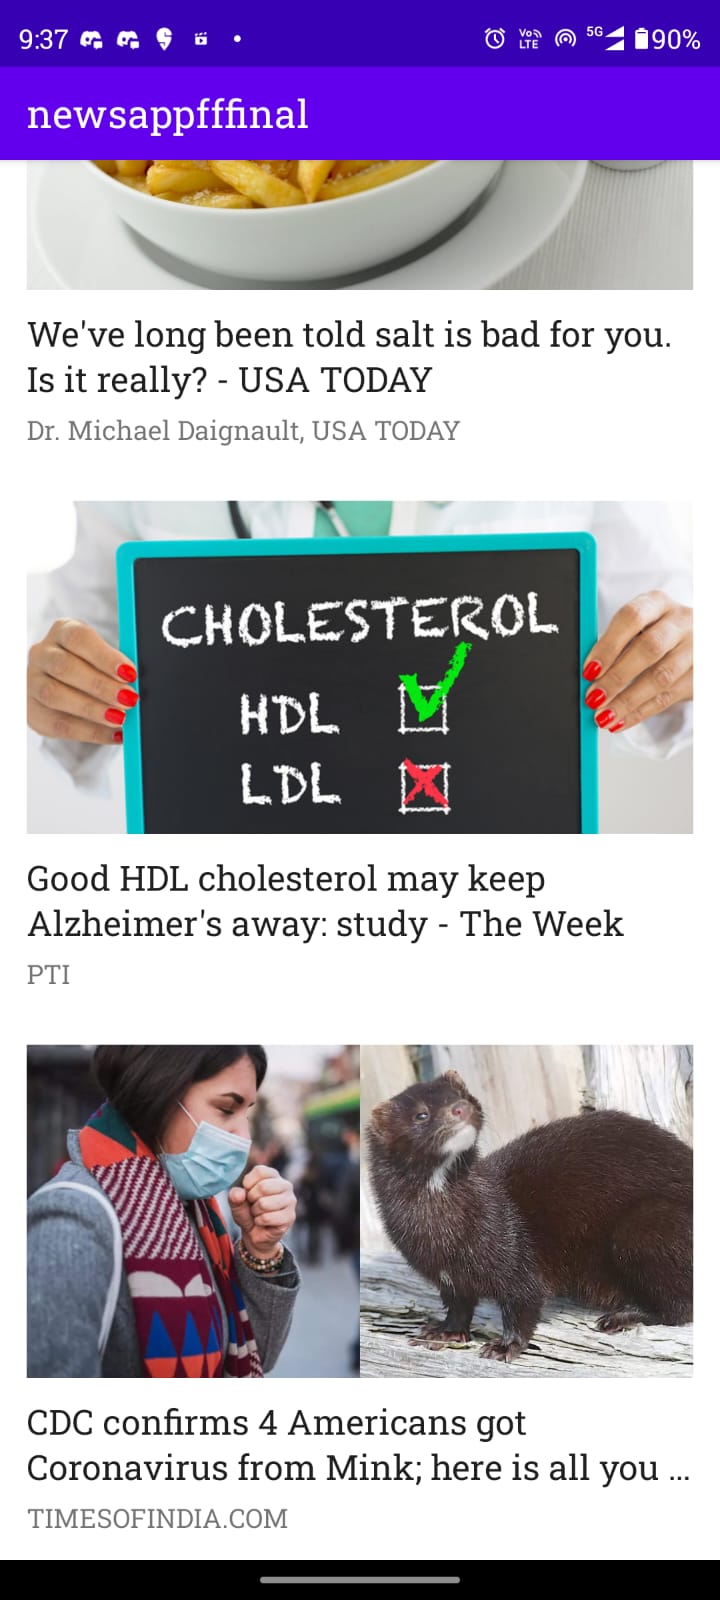 9:37
Vo))
LTE
5G
90%
newsappfffinal
We've long been told salt is bad for you.
Is it really? - USA TODAY
Dr. Michael Daignault, USA TODAY
CHOLESTEROL
HDL
LDL
Good HDL cholesterol may keep
Alzheimer's away: study - The Week
PTI
CDC confirms 4 Americans got
Coronavirus from Mink; here is all you ...
TIMESOFINDIA.COM